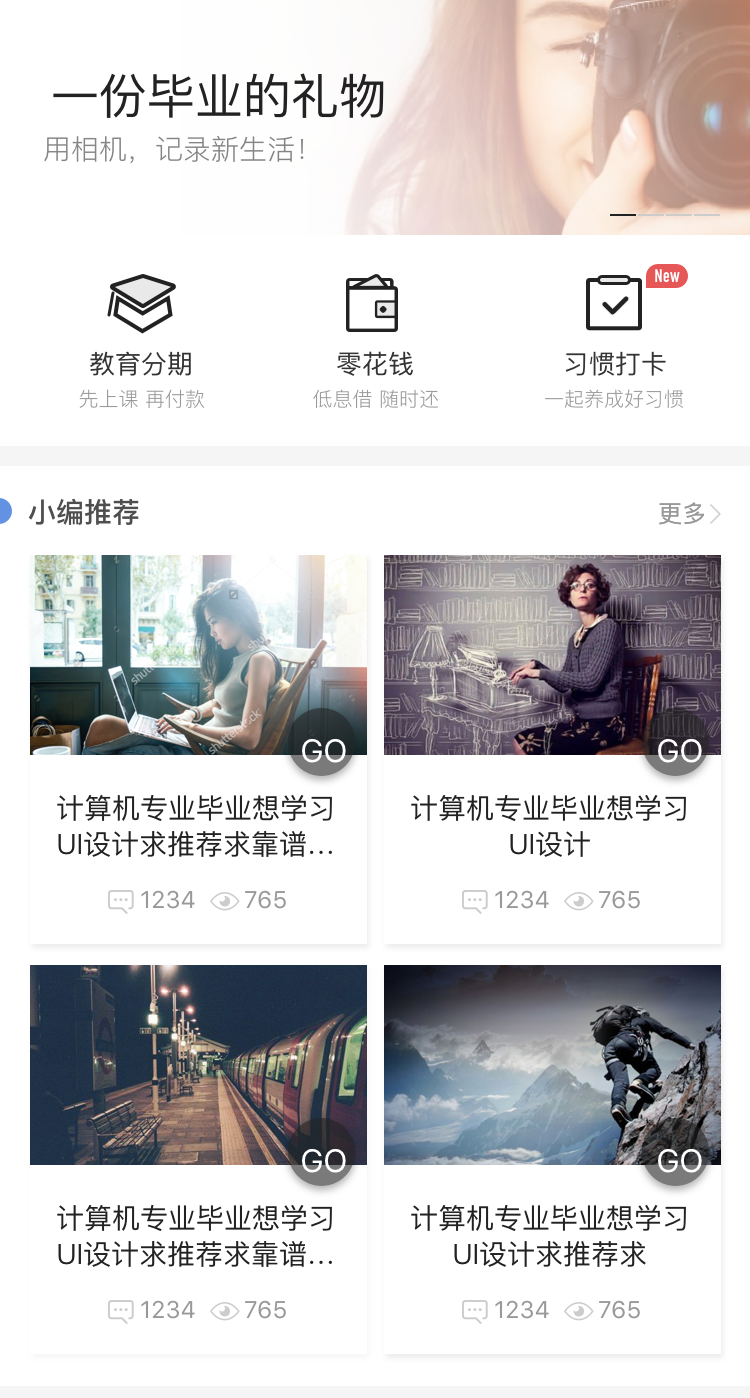 一份毕业的礼物
用相机，记录新生活！
New
教育分期
零花钱
习惯打卡
先上课 再付款
低息借 随时还
一起养成好习惯
小编推荐
更多
GO
GO
计算机专业毕业想学习
UI设计求推荐求靠谱...
计算机专业毕业想学习
UI设计
1234
765
1234
765
GO
GO
计算机专业毕业想学习
UI设计求推荐求靠谱...
计算机专业毕业想学习
UI设计求推荐求
1234
765
1234
765